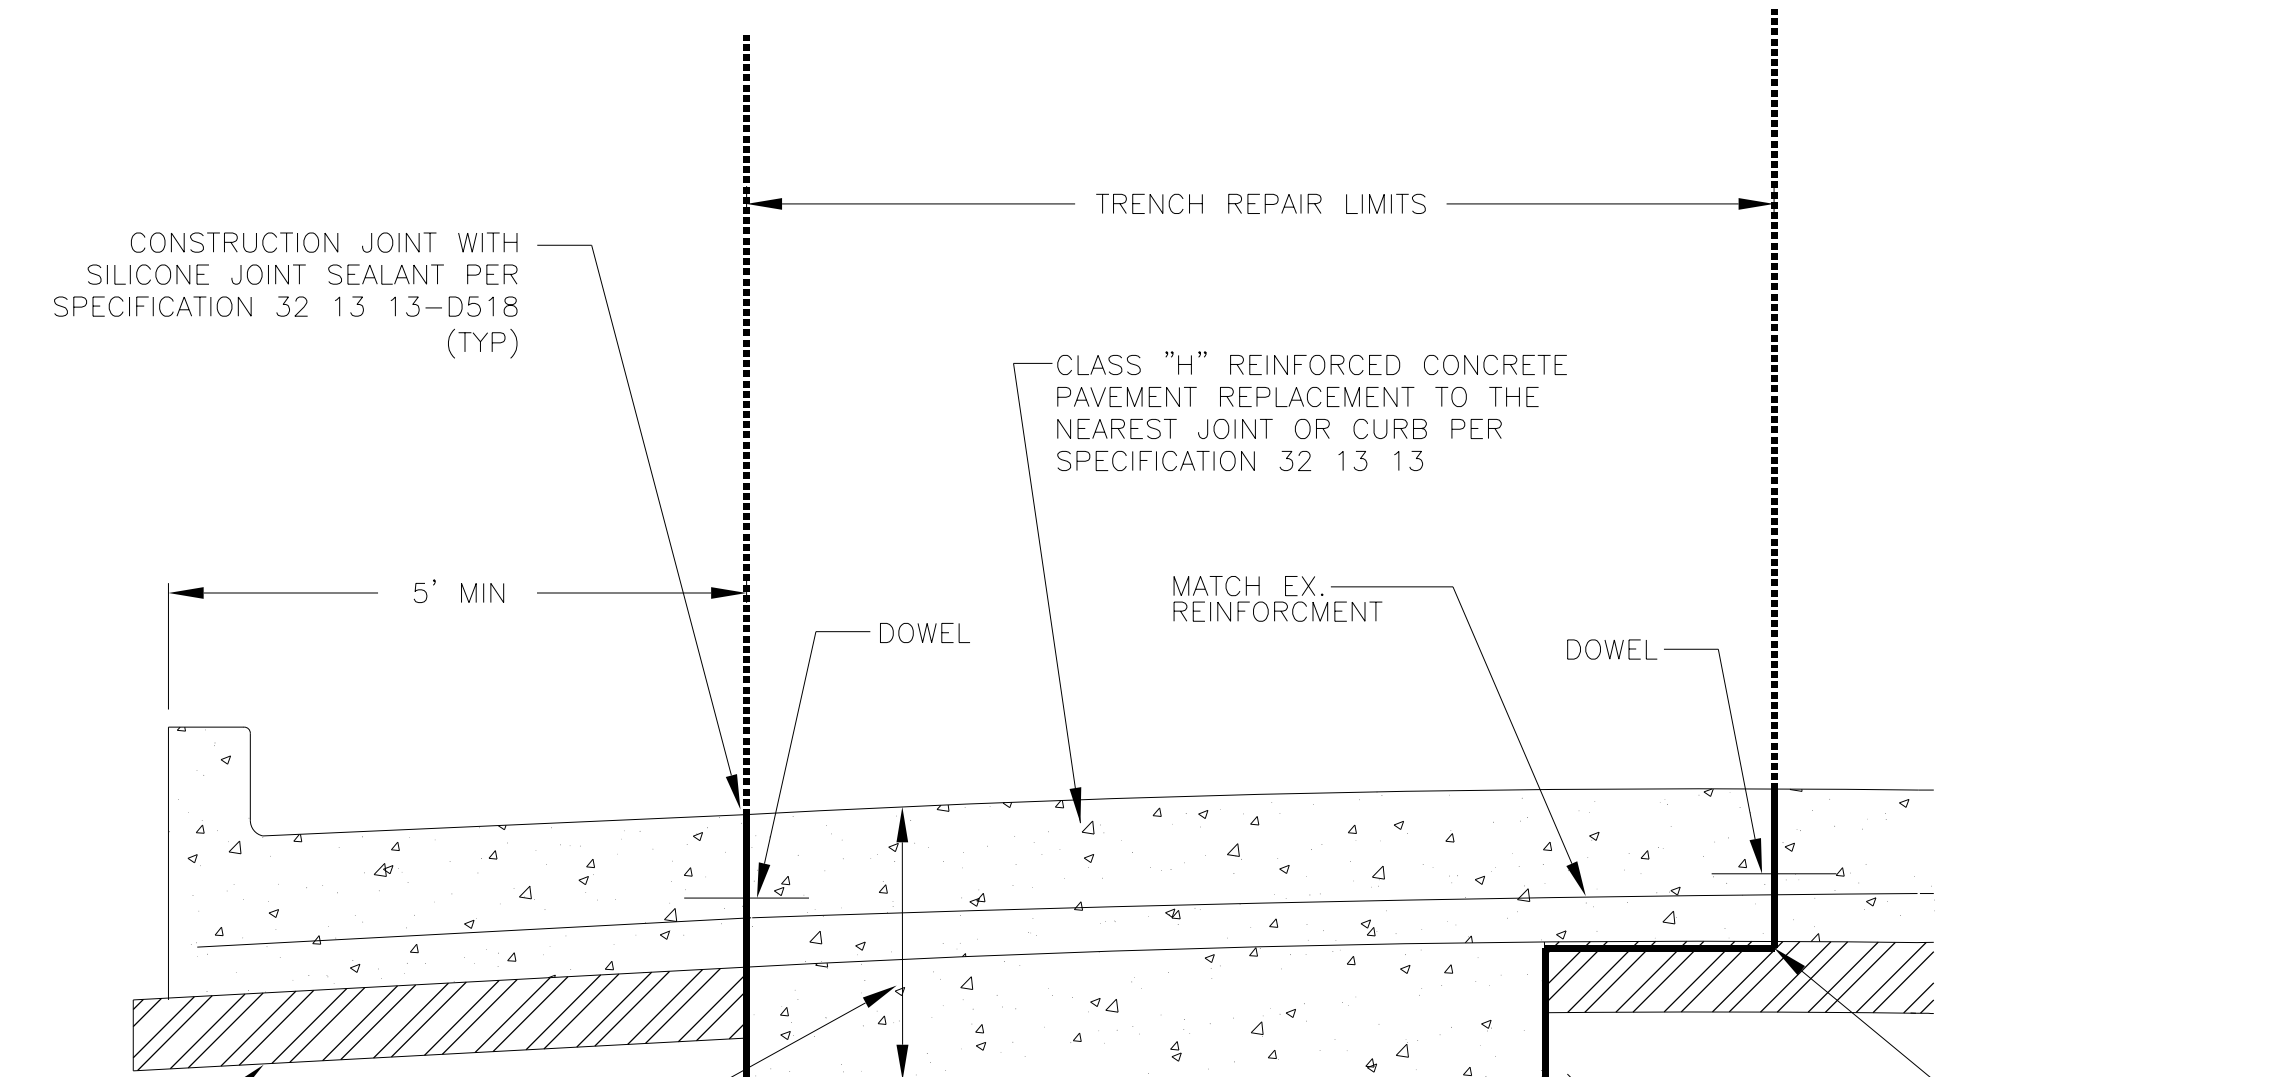 TRENCH REPAIR LIMITS
CONSTRUCTION JOINT WITH
SILICONE JOINT SEALANT PER
SPECIFICATION 32 13 13-D518
(TYP)
CLASS "H" REINFORCED CONCRETE
PAVEMENT REPLACEMENT TO THE
NEAREST JOINT OR CURB PER
SPECIFICATION 32 13 13
5' MIN
DOWEL
MATCH EX.
REINFORCMENT
DOWEL